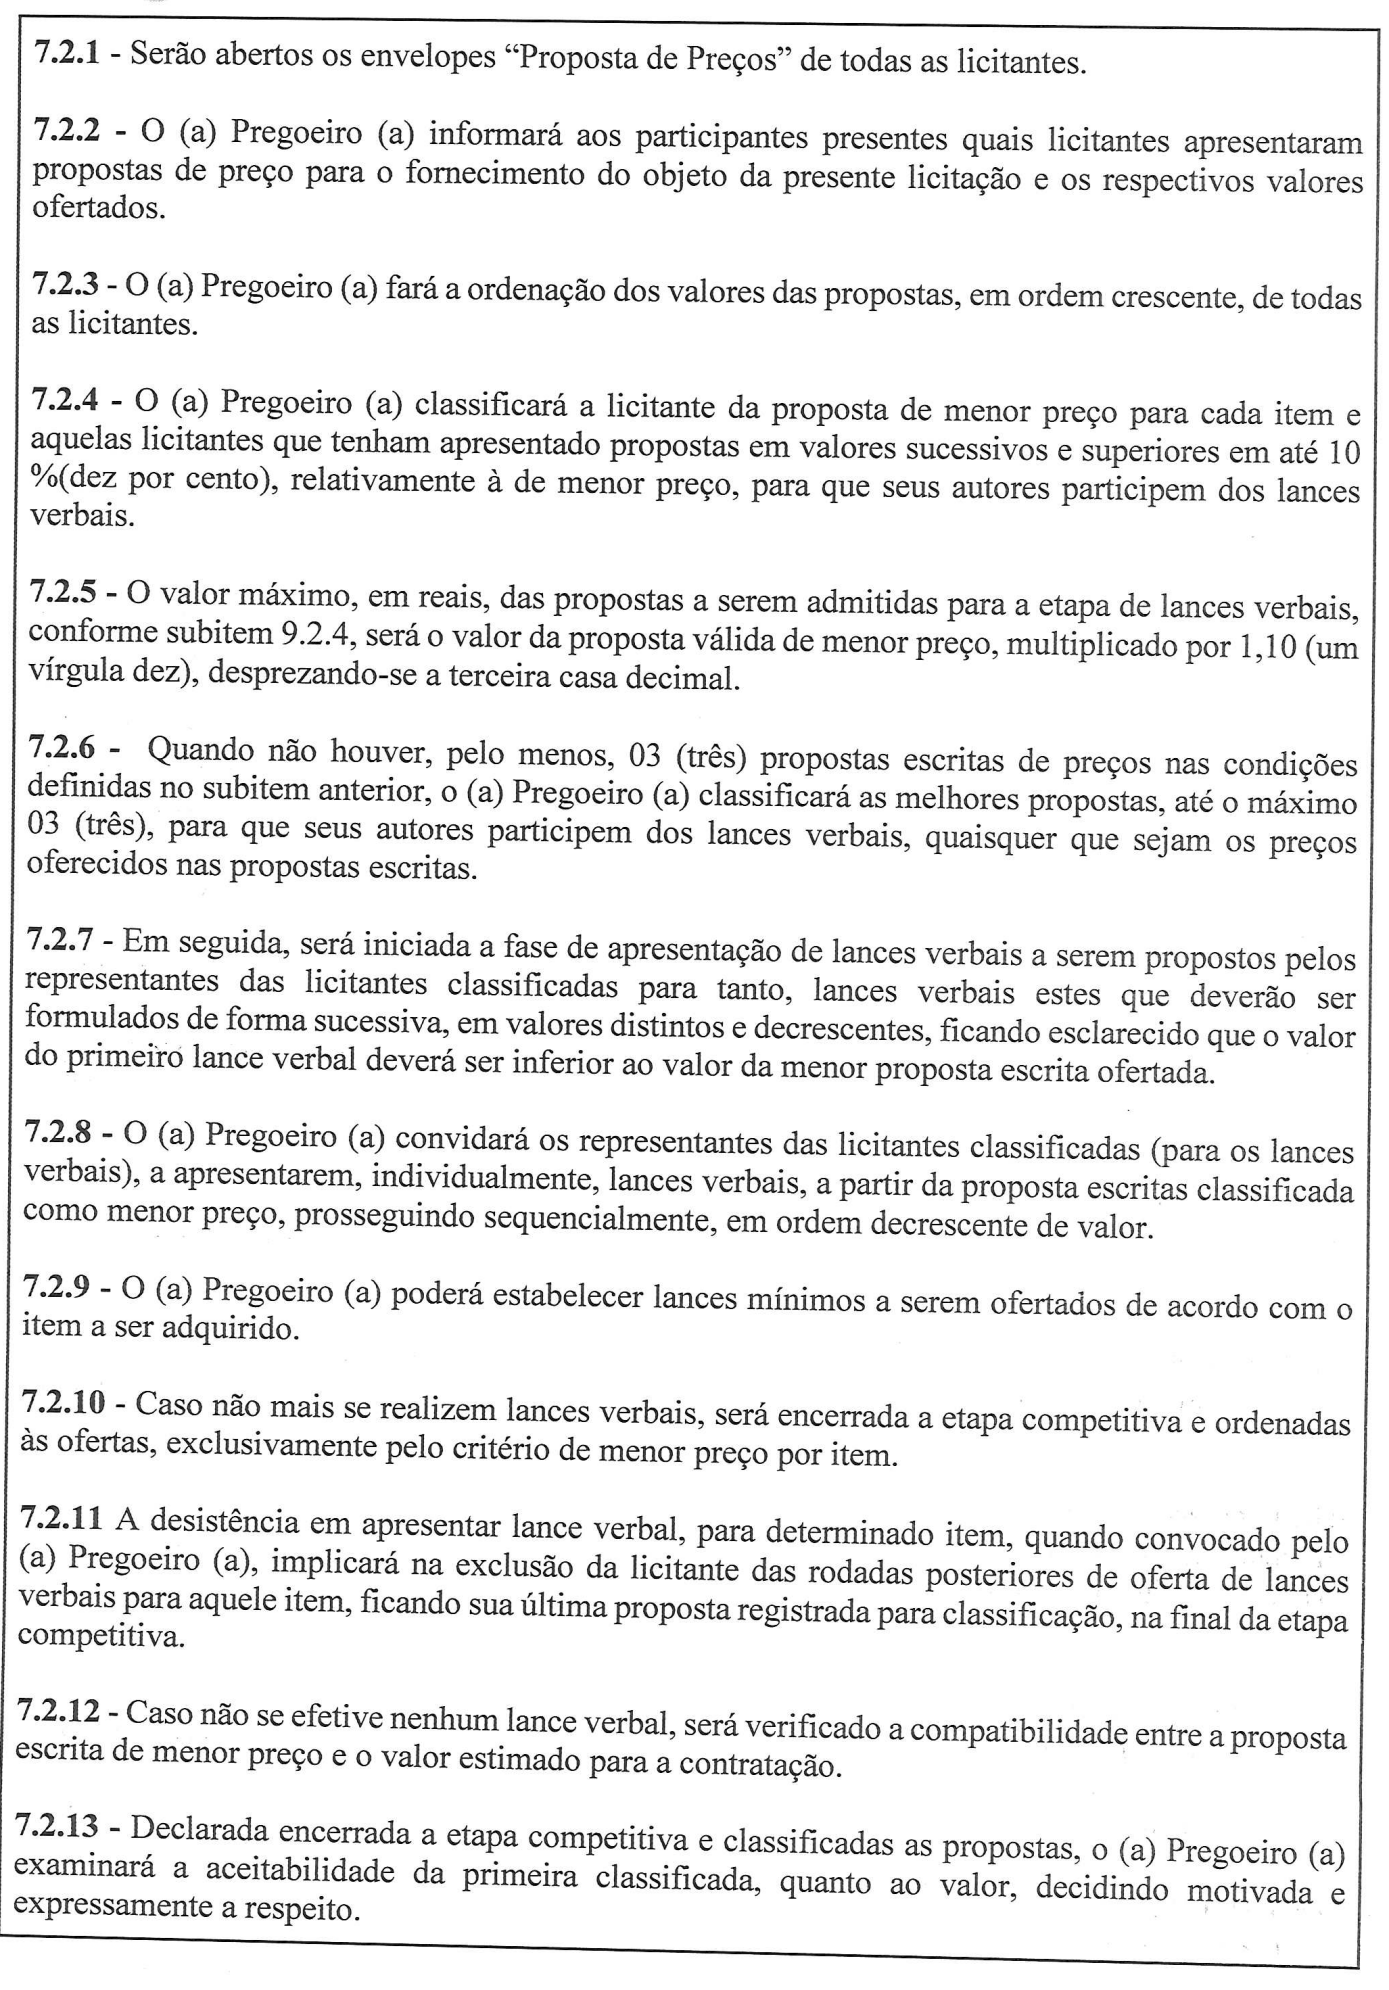 7.2.1 - Serão abertos os envelopes “Proposta de Preços” de todas as licitantes.
7.2.2 - O (a) Pregoeiro (a) informará aos participantes presentes quais licitantes apresentaram
propostas de preço para o fornecimento do objeto da presente licitação e os respectivos valores
ofertados.
7.2.3 - O (a) Pregoeiro (a) fará a ordenação dos valores das propostas, em ordem crescente, de todas
as licitantes.
7.2.4 - O (a) Pregoeiro (a) classificará a licitante da proposta de menor preço para cada item e
aquelas licitantes que tenham apresentado propostas em valores sucessivos e superiores em até 10
%(dez por cento), relativamente à de menor preço, para que seus autores participem dos lances
verbais.
7.2.5 - O valor máximo, em reais, das propostas a serem admitidas para a etapa de lances verbais,
conforme subitem 9.2.4, será o valor da proposta válida de menor preço, multiplicado por 1,10 (um
vírgula dez), desprezando-se a terceira casa decimal.
7.2.6 - Quando não houver, pelo menos, 03 (três) propostas escritas de preços nas condições
definidas no subitem anterior, o (a) Pregoeiro (a) classificará as melhores propostas, até o máximo
03 (três), para que seus autores participem dos lances verbais, quaisquer que sejam os preços
oferecidos nas propostas escritas.
7.2.7 - Em seguida, será iniciada a fase de apresentação de lances verbais a serem propostos pelos
representantes das licitantes classificadas para tanto, lances verbais estes que deverão ser
formulados de forma sucessiva, em valores distintos e decrescentes, ficando esclarecido que o valor
do primeiro lance verbal deverá ser inferior ao valor da menor proposta escrita ofertada.
7.2.8 - O (a) Pregoeiro (a) convidará os representantes das licitantes classificadas (para os lances
verbais), a apresentarem, individualmente, lances verbais, a partir da proposta escritas classificada
como menor preço, prosseguindo sequencialmente, em ordem decrescente de valor.
7.2.9 - O (a) Pregoeiro (a) poderá estabelecer lances mínimos a serem ofertados de acordo com o
item a ser adquirido.
7.2.10 - Caso não mais se realizem lances verbais, será encerrada a etapa competitiva e ordenadas
às ofertas, exclusivamente pelo critério de menor preço por item.
7.2.11 A desistência em apresentar lance verbal, para determinado item, quando convocado pelo
(a) Pregoeiro (a), implicará na exclusão da licitante das rodadas posteriores de oferta de lances
verbais para aquele item, ficando sua última proposta registrada para classificação, na final da etapa
competitiva.
7.2.12 - Caso não se efetive nenhum lance verbal, será verificado a compatibilidade entre a proposta
escrita de menor preço e o valor estimado para a contratação.
7.2.13 - Declarada encerrada a etapa competitiva e classificadas as propostas, o (a) Pregoeiro (a)
examinará a aceitabilidade da primeira classificada, quanto ao valor, decidindo motivada e
expressamente a respeito.